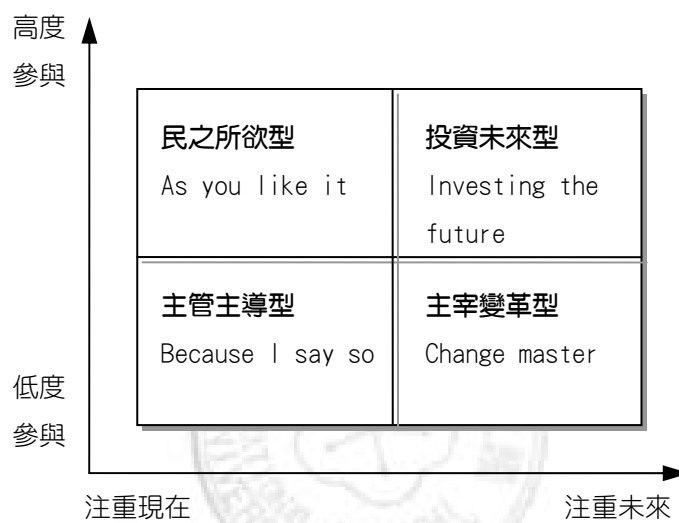 高度
參與
民之所欲型
As you like it
投資未來型
Investing the
future
主管主導型
Because I say so
主宰變革型
Change master
低度
參與
注重現在
注重未來